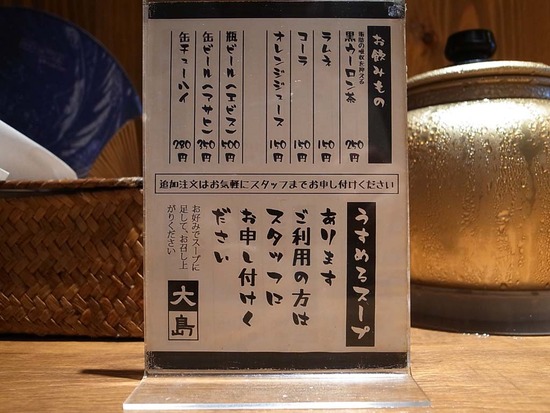 お飲みもの
脂肪の吸収を抑える
黒ウーロン茶 250円
ラムネ 150円
コーラ 150円
オレンジジュース 150円
瓶ビール(エビス) 500円
缶ビール(アサヒ) 350円
缶チューハイ 280円
追加注文はお気軽にスタッフまでお申し付けください
うすめるスープ
あります
ご利用の方は
スタッフに
お申し付けく
ださい
お好みでスープに
足して、お召し上
がりください
大島